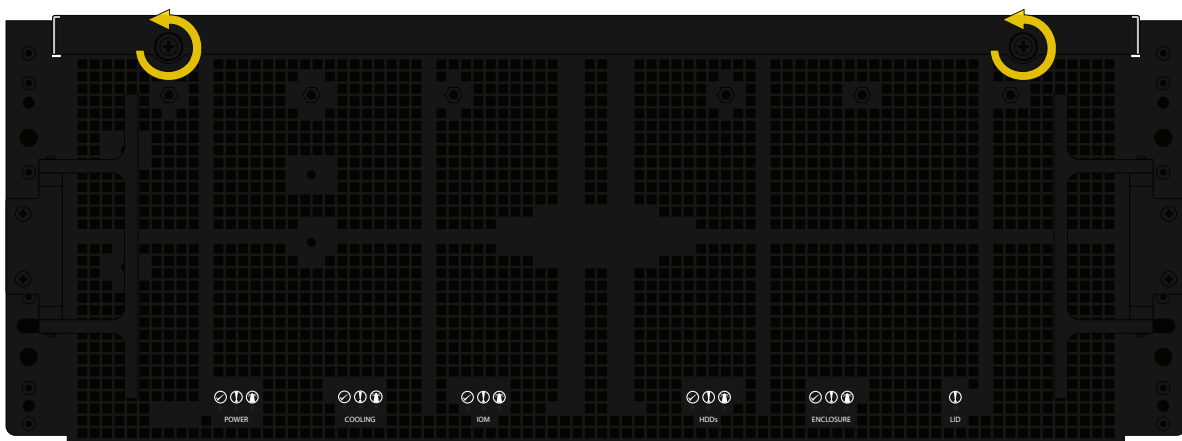 POWER
COOLING
IOM
HDDs
ENCLOSURE
LID